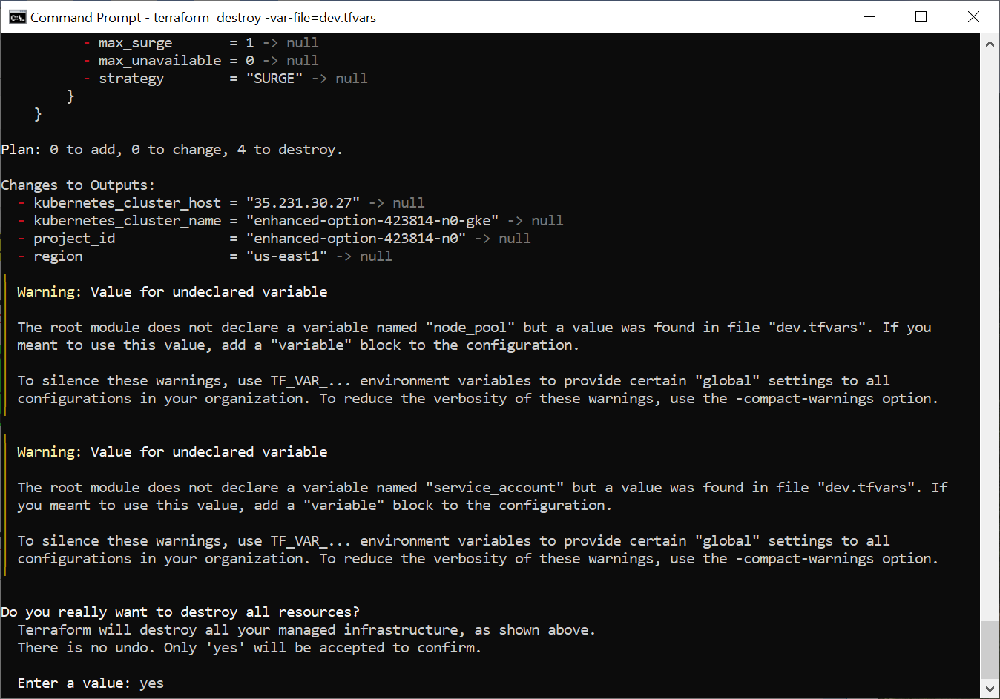 Command Prompt - terraform  destroy -var-file=dev.tfvars
- max_surge       = 1 -> null
- max_unavailable = 0 -> null
- strategy        = "SURGE" -> null
}
}
Plan: 0 to add, 0 to change, 4 to destroy.
Changes to Outputs:
- kubernetes_cluster_host = "35.231.30.27" -> null
- kubernetes_cluster_name = "enhanced-option-423814-n0-gke" -> null
- project_id              = "enhanced-option-423814-n0" -> null
- region                  = "us-east1" -> null
Warning: Value for undeclared variable
The root module does not declare a variable named "node_pool" but a value was found in file "dev.tfvars". If you
meant to use this value, add a "variable" block to the configuration.
To silence these warnings, use TF_VAR_... environment variables to provide certain "global" settings to all
configurations in your organization. To reduce the verbosity of these warnings, use the -compact-warnings option.
Warning: Value for undeclared variable
The root module does not declare a variable named "service_account" but a value was found in file "dev.tfvars". If
you meant to use this value, add a "variable" block to the configuration.
To silence these warnings, use TF_VAR_... environment variables to provide certain "global" settings to all
configurations in your organization. To reduce the verbosity of these warnings, use the -compact-warnings option.
Do you really want to destroy all resources?
Terraform will destroy all your managed infrastructure, as shown above.
There is no undo. Only 'yes' will be accepted to confirm.
Enter a value: yes